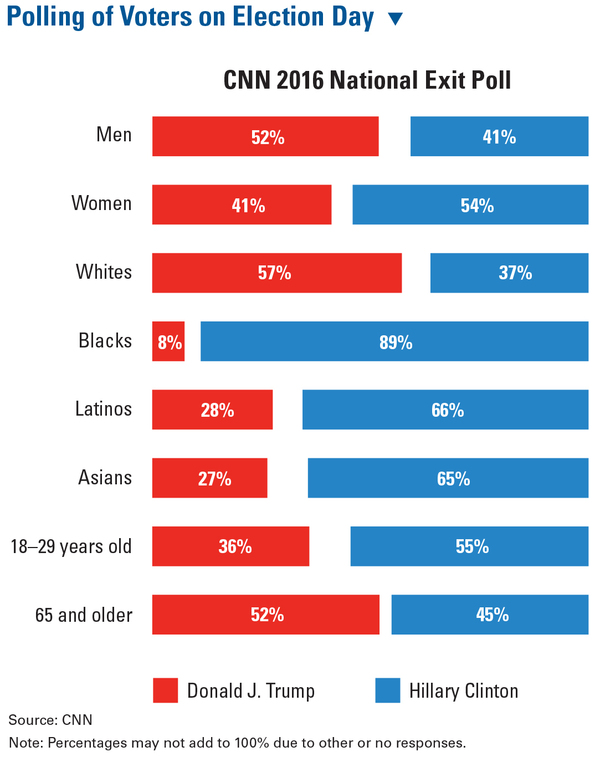 Polling of Voters on Election Day ▼
CNN 2016 National Exit Poll
Men 52% 41%
Women 41% 54%
Whites 57% 37%
Blacks 8% 89%
Latinos 28% 66%
Asians 27% 65%
18–29 years old 36% 55%
65 and older 52% 45%
Donald J. Trump Hillary Clinton
Source: CNN
Note: Percentages may not add to 100% due to other or no responses.